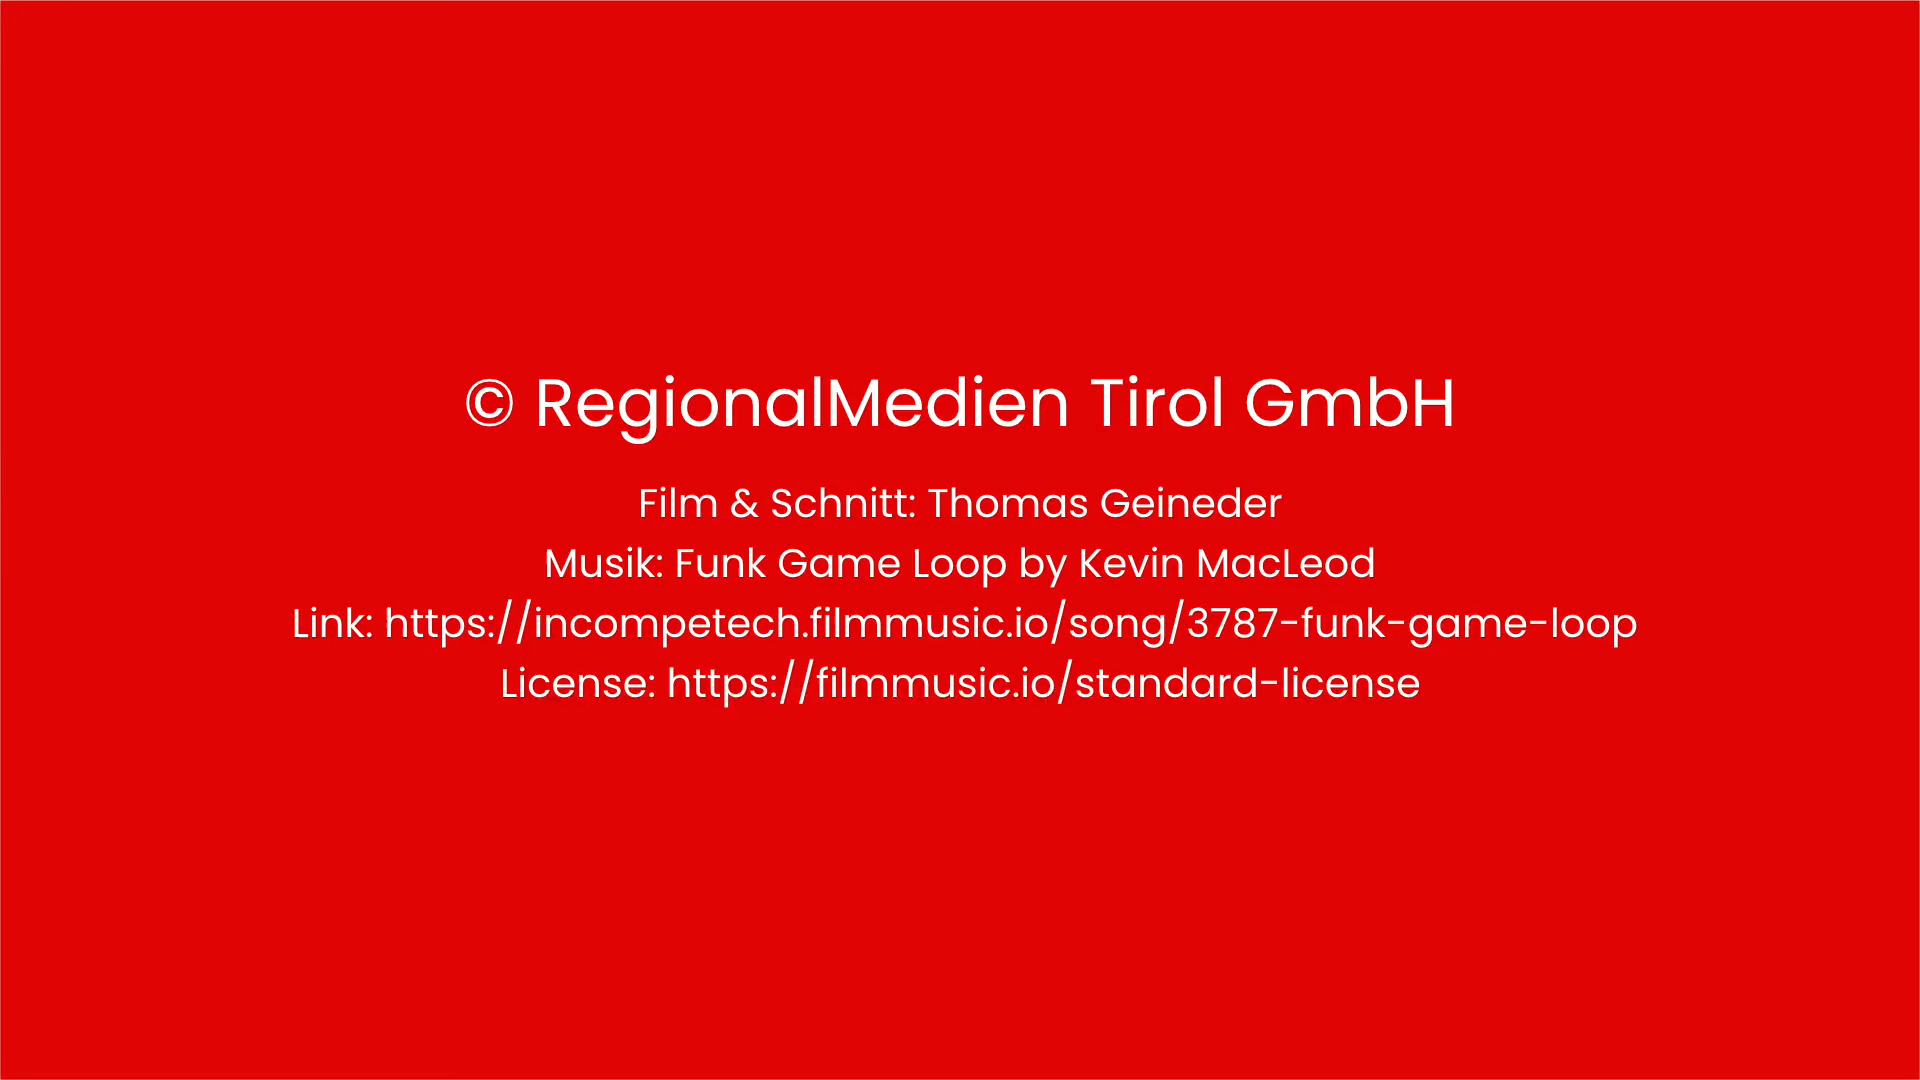 © RegionalMedien Tirol GmbH
Film & Schnitt: Thomas Geineder
Musik: Funk Game Loop by Kevin MacLeod
Link: https://incompetech.filmmusic.io/song/3787-funk-game-loop
License: https://filmmusic.io/standard-license